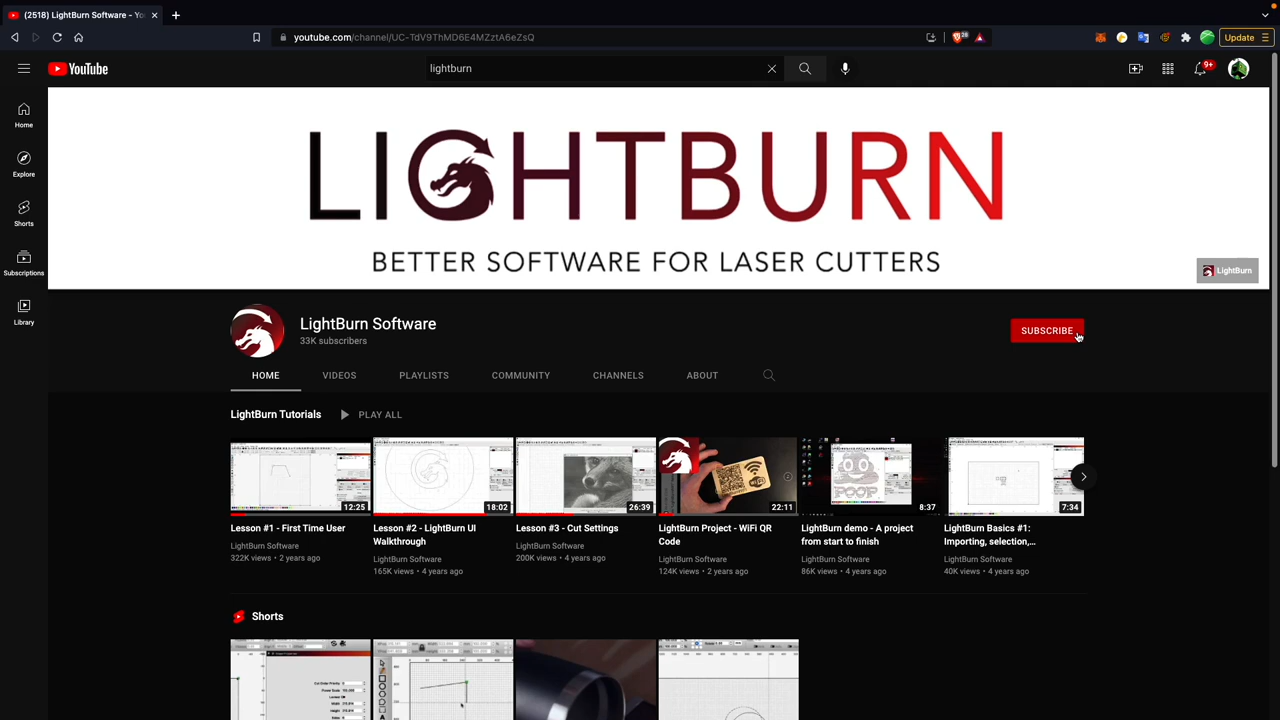 (2518) LightBurn Software - Yo
youtube.com/channel/UC-TdV9ThMD6E4MZztA6eZsQ
28
Update
YouTube
lightburn
9+
Home
Explore
Shorts
Subscriptions
Library
LIGHTBURN
BETTER SOFTWARE FOR LASER CUTTERS
LightBurn
LightBurn Software
33K subscribers
SUBSCRIBE
HOME VIDEOS PLAYLISTS COMMUNITY CHANNELS ABOUT
LightBurn Tutorials PLAY ALL
POOP
12:25 18:02 26:39 22:11 8:37 7:34
Lesson #1 - First Time User
LightBurn Software
322K views • 2 years ago
Lesson #2 - LightBurn UI
Walkthrough
LightBurn Software
165K views • 4 years ago
Lesson #3 - Cut Settings
LightBurn Software
200K views • 4 years ago
LightBurn Project - WiFi QR
Code
LightBurn Software
124K views • 2 years ago
LightBurn demo - A project
from start to finish
LightBurn Software
86K views • 4 years ago
LightBurn Basics #1:
Importing, selection,...
LightBurn Software
40K views • 4 years ago
Shorts